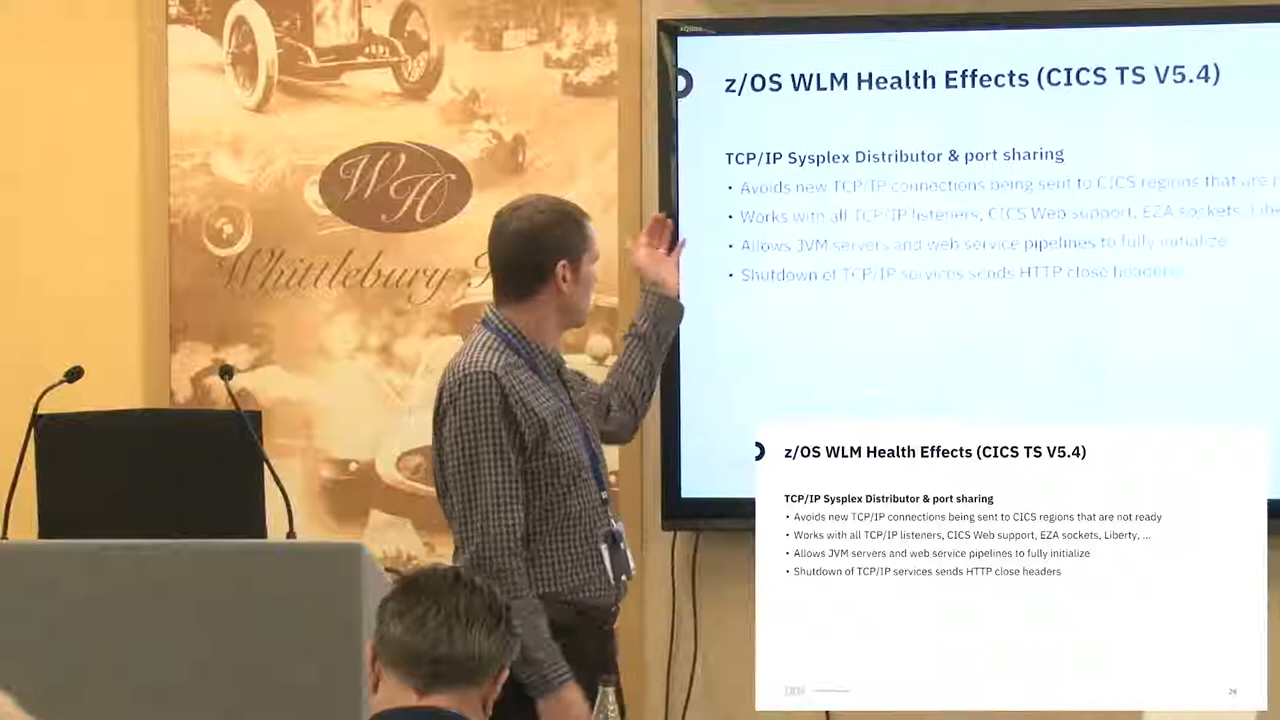 WH
Whittlebury
z/OS WLM Health Effects (CICS TS V5.4)
TCP/IP Sysplex Distributor & port sharing
• Avoids new TCP/IP connections being sent to CICS regions that are
• Works with all TCP/IP listeners, CICS Web support, EZA sockets,
• Allows JVM servers and web service pipelines to fully initialize
• Shutdown of TCP/IP services sends HTTP close headers
z/OS WLM Health Effects (CICS TS V5.4)
TCP/IP Sysplex Distributor & port sharing
• Avoids new TCP/IP connections being sent to CICS regions that are not ready
• Works with all TCP/IP listeners, CICS Web support, EZA sockets, Liberty, ...
• Allows JVM servers and web service pipelines to fully initialize
• Shutdown of TCP/IP services sends HTTP close headers
IBM